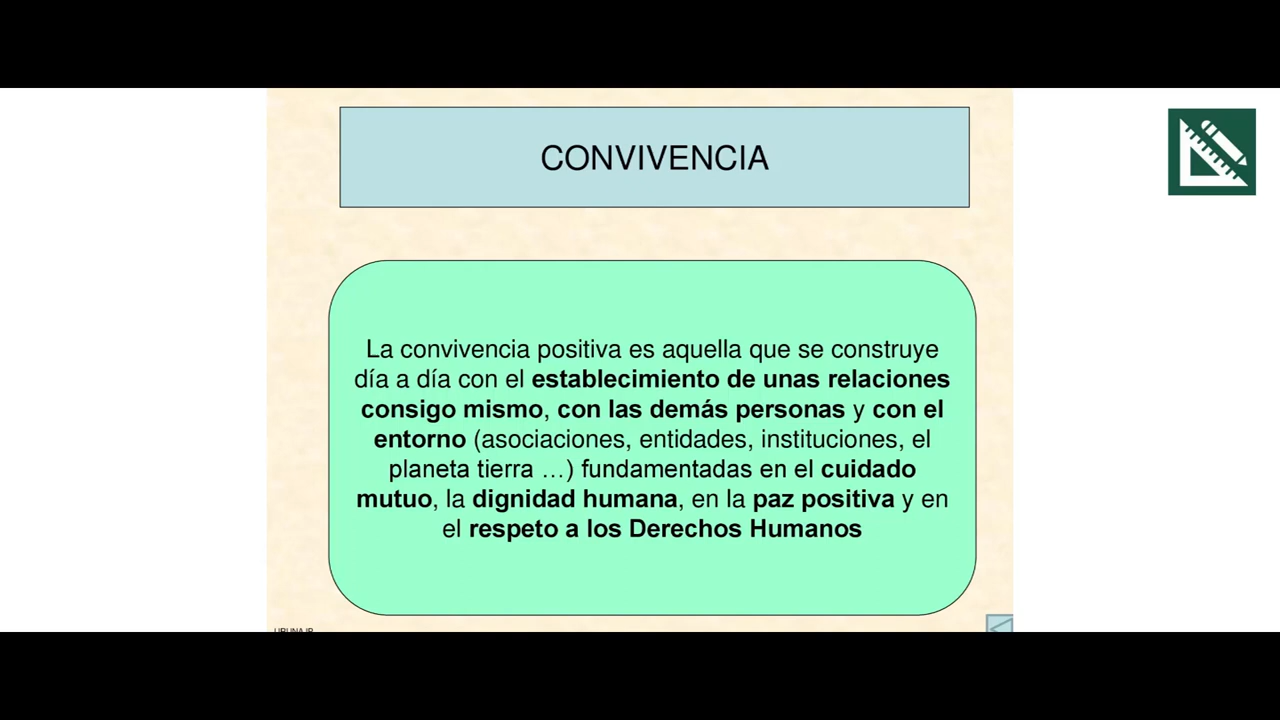 CONVIVENCIA
La convivencia positiva es aquella que se construye
día a día con el establecimiento de unas relaciones
consigo mismo, con las demás personas y con el
entorno (asociaciones, entidades, instituciones, el
planeta tierra …) fundamentadas en el cuidado
mutuo, la dignidad humana, en la paz positiva y en
el respeto a los Derechos Humanos